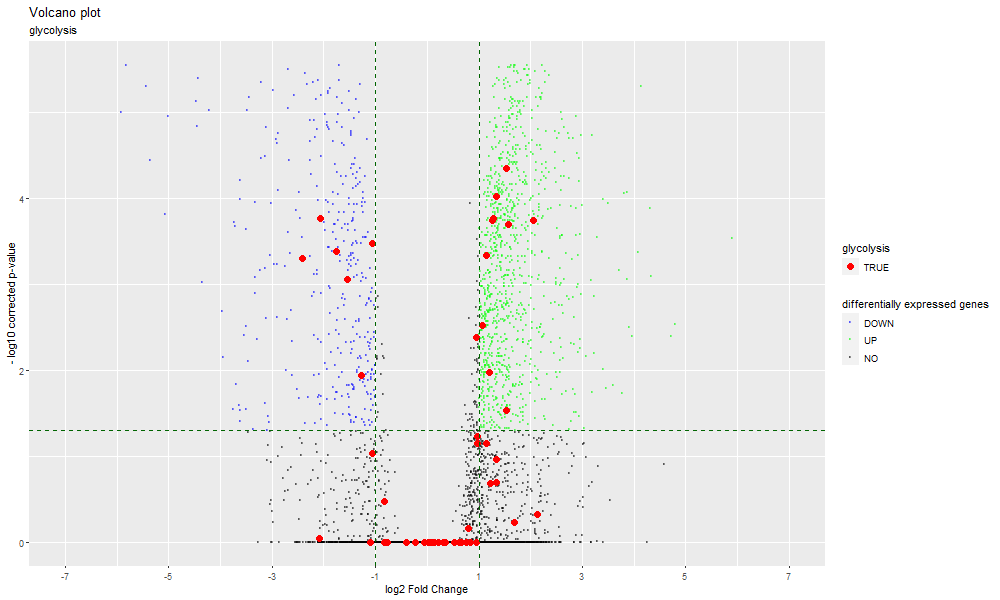 Volcano plot
glycolysis
- log10 corrected p-value
4
2
0
-7
-5
-3
-1
1
3
5
7
log2 Fold Change
glycolysis
TRUE
differentially expressed genes
DOWN
UP
NO